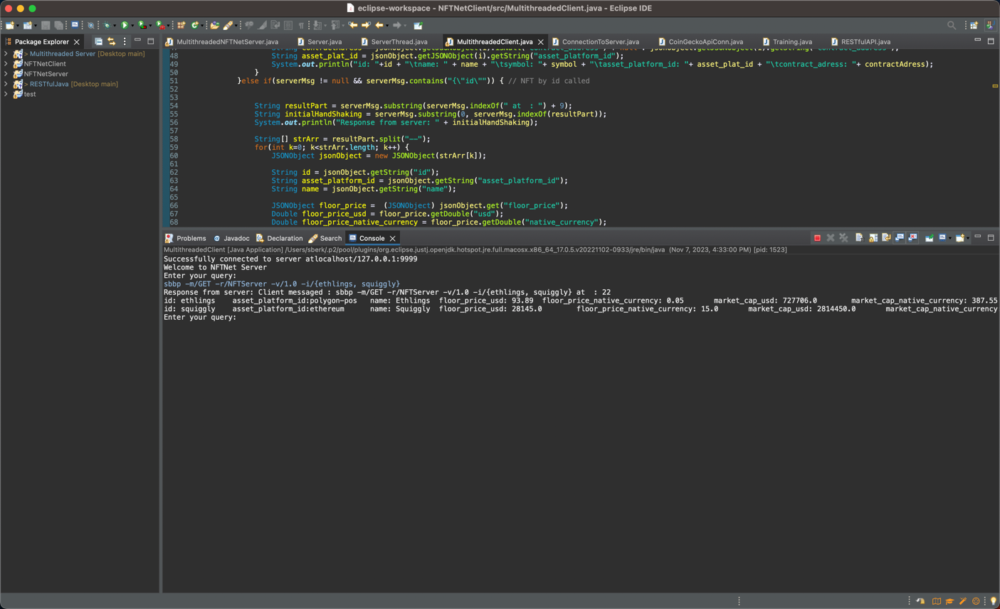 eclipse-workspace - NFTNetClient/src/MultithreadedClient.java - Eclipse IDE
Package Explorer
MultithreadedNFTNetServer.java
Server.java
ServerThread.java
MultithreadedClient.java
ConnectionToServer.java
CoinGeckoApiConn.java
Training.java
RESTfulAPI.java
> Multithreaded Server [Desktop main]
NFTNetClient
NFTNetServer
> RESTfulJava [Desktop main]
test
48 String asset_plat_id = jsonObject.getJSONObject(i).getString("asset_platform_id");
49 System.out.println("id: "+id + "\tname: " + name + "\tsymbol: "+ symbol + "\tasset_platform_id: "+ asset_plat_id + "\tcontract_adress: "+ contractAdress);
50 }
51 }else if(serverMsg != null && serverMsg.contains("{\"id\"")) { // NFT by id called
52
53
54 String resultPart = serverMsg.substring(serverMsg.indexOf(" at  : ") + 9);
55 String initialHandShaking = serverMsg.substring(0, serverMsg.indexOf(resultPart));
56 System.out.println("Response from server: " + initialHandShaking);
57
58 String[] strArr = resultPart.split("~~");
59 for(int k=0; k<strArr.length; k++) {
60 JSONObject jsonObject = new JSONObject(strArr[k]);
61
62 String id = jsonObject.getString("id");
63 String asset_platform_id = jsonObject.getString("asset_platform_id");
64 String name = jsonObject.getString("name");
65
66 JSONObject floor_price =  (JSONObject) jsonObject.get("floor_price");
67 Double floor_price_usd = floor_price.getDouble("usd");
68 Double floor_price_native_currency = floor_price.getDouble("native_currency");
Problems
Javadoc
Declaration
Search
Console
MultithreadedClient [Java Application] /Users/sberk/.p2/pool/plugins/org.eclipse.justj.openjdk.hotspot.jre.full.macosx.x86_64_17.0.5.v20221102-0933/jre/bin/java (Nov 7, 2023, 4:33:00 PM) [pid: 1523]
Successfully connected to server atlocalhost/127.0.0.1:9999
Welcome to NFTNet Server
Enter your query:
sbbp -m/GET -r/NFTServer -v/1.0 -i/{ethlings, squiggly}
Response from server: Client messaged : sbbp -m/GET -r/NFTServer -v/1.0 -i/{ethlings, squiggly} at  : 22
id: ethlings asset_platform_id:polygon-pos name: Ethlings floor_price_usd: 93.89 floor_price_native_currency: 0.05 market_cap_usd: 727706.0 market_cap_native_currency: 387.55
id: squiggly asset_platform_id:ethereum name: Squiggly floor_price_usd: 28145.0 floor_price_native_currency: 15.0 market_cap_usd: 2814450.0 market_cap_native_currency
Enter your query: